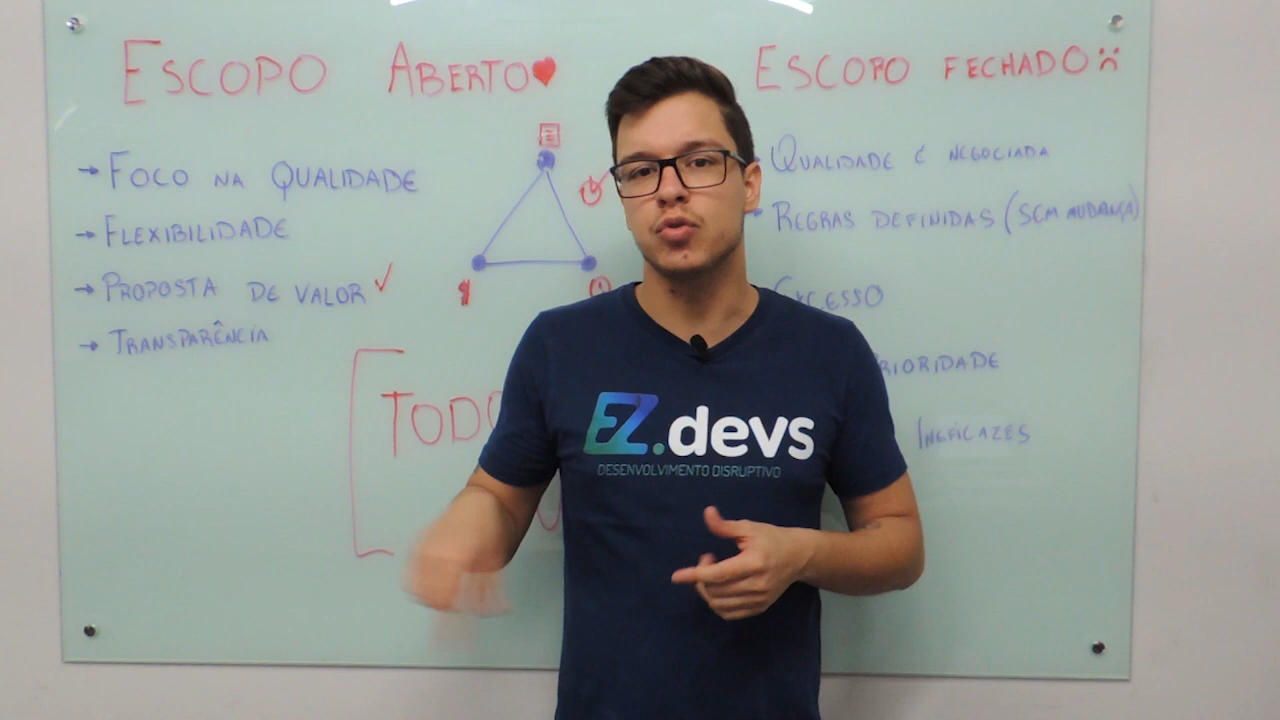 ESCOPO ABERTO
FOCO NA QUALIDADE
FLEXIBILIDADE
PROPOSTA DE VALOR
TRANSPARÊNCIA
$
ESCOPO FECHADO
QUALIDADE É NEGOCIADA
REGRAS DEFINIDAS (SEM MUDANÇA)
EXCESSO
RIORIDADE
INEFICAZES
TODO
EZ.devs
DESENVOLVIMENTO DISRUPTIVO